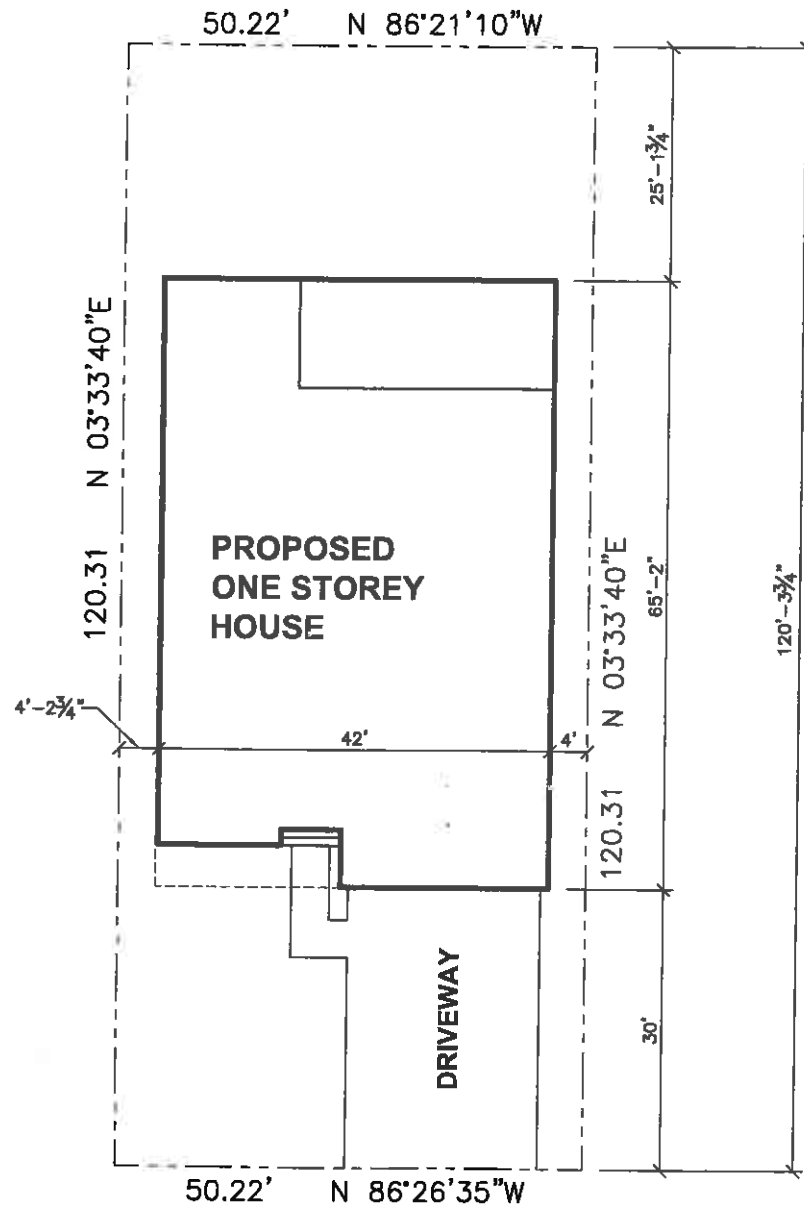 50.22' N 86°21'10"W
25'-1¾"
120.31 N 03°33'40"E
PROPOSED
ONE STOREY
HOUSE
120.31 N 03°33'40"E
65'-2"
120'-3¾"
4'-2¾"
42'
4'
DRIVEWAY
30'
50.22' N 86°26'35"W